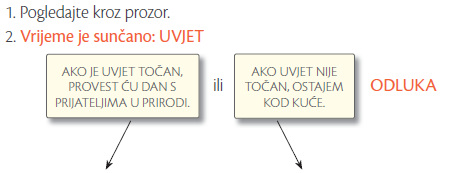 1. Pogledajte kroz prozor.
2. Vrijeme je sunčano: UVJET
AKO JE UVJET TOČAN,
PROVEST ĆU DAN S
PRIJATELJIMA U PRIRODI.
ili
AKO UVJET NIJE
TOČAN, OSTAJEM
KOD KUĆE.
ODLUKA